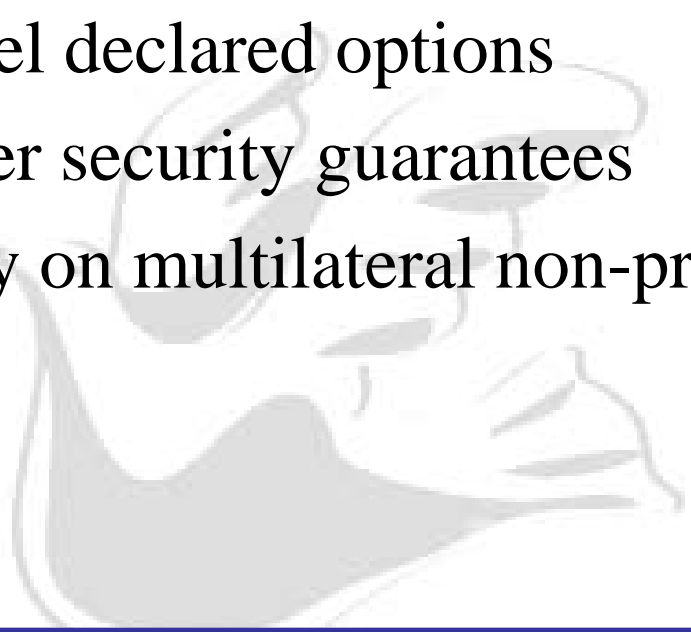 el declared options
er security guarantees
y on multilateral non-pr